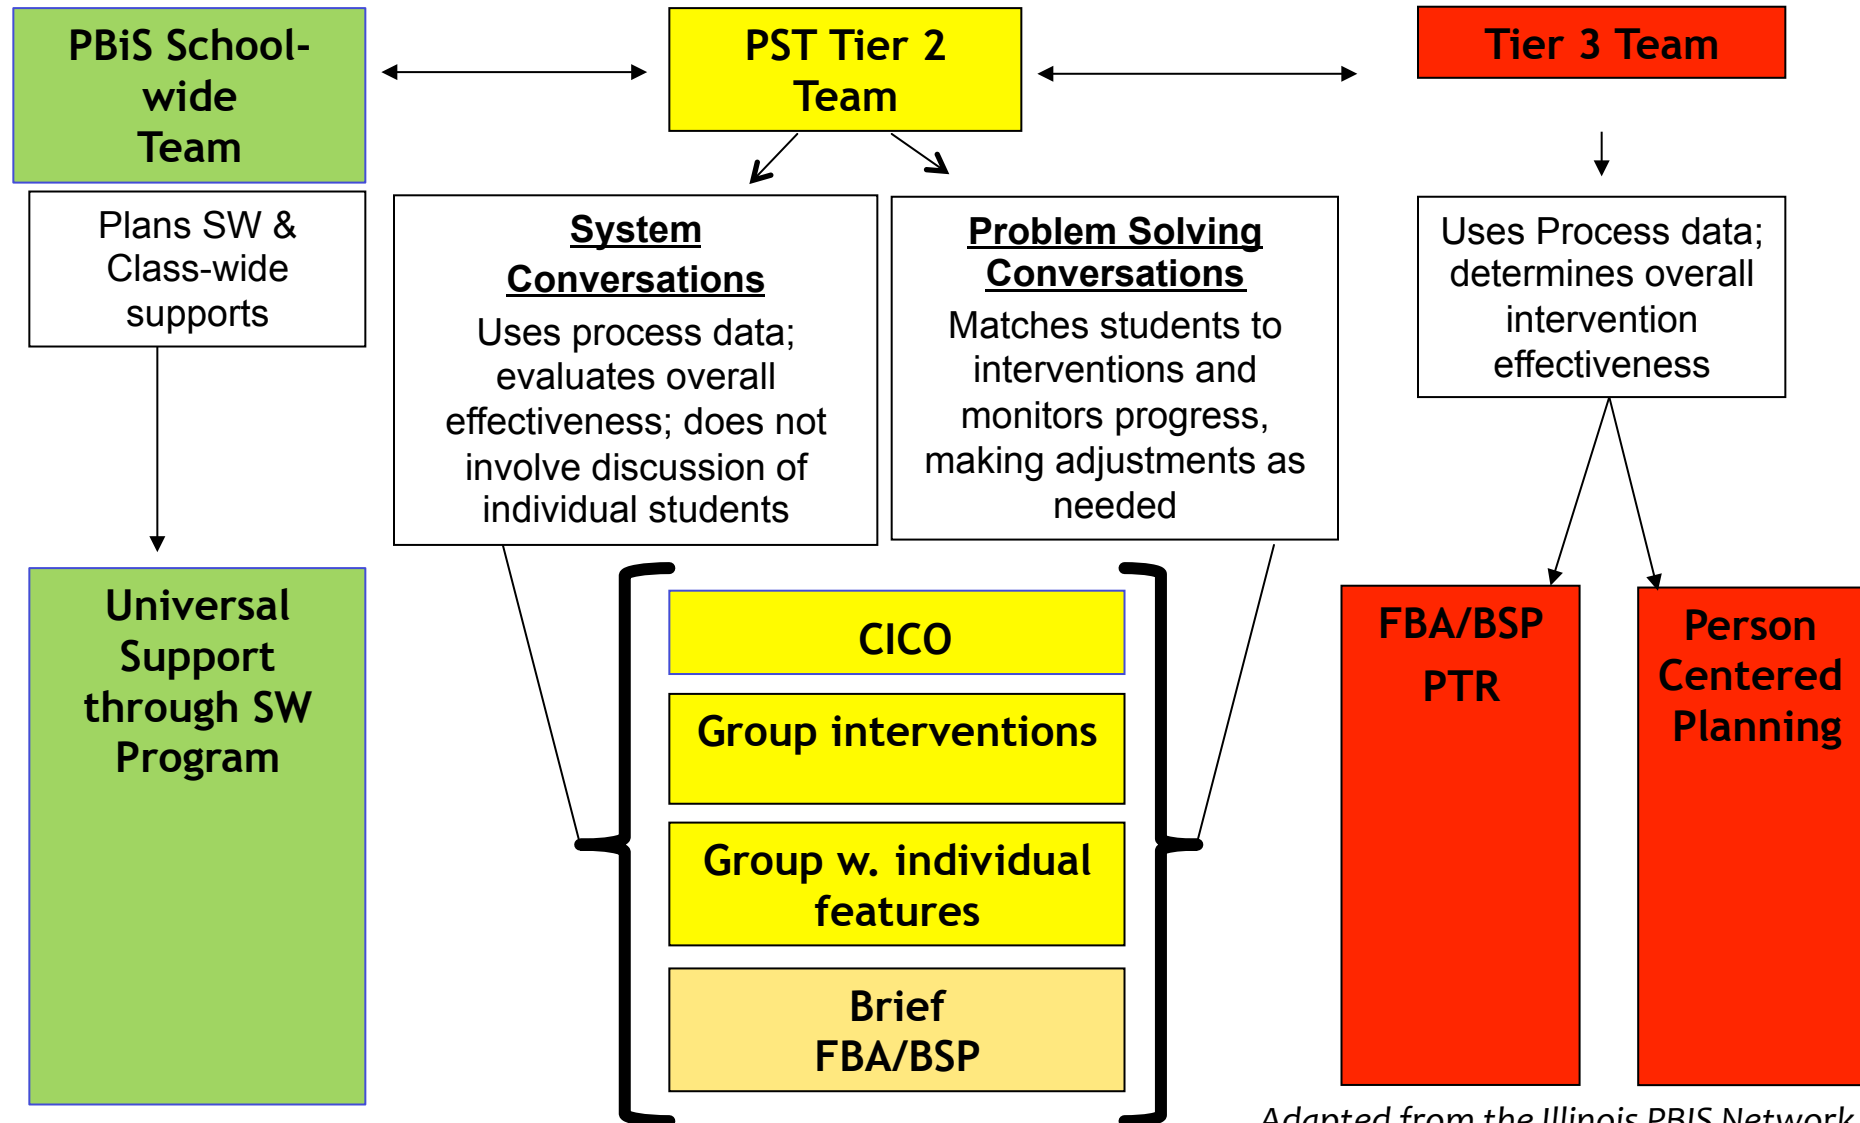 PBiS School-
wide
Team
PST Tier 2
Team
Tier 3 Team
Plans SW &
Class-wide
supports
System
Conversations
Uses process data;
evaluates overall
effectiveness; does not
involve discussion of
individual students
Problem Solving
Conversations
Matches students to
interventions and
monitors progress,
making adjustments as
needed
Uses Process data;
determines overall
intervention
effectiveness
Universal
Support
through SW
Program
CICO
Group interventions
Group w. individual
features
Brief
FBA/BSP
FBA/BSP
PTR
Person
Centered
Planning
Adapted from the Illinois PBIS Network